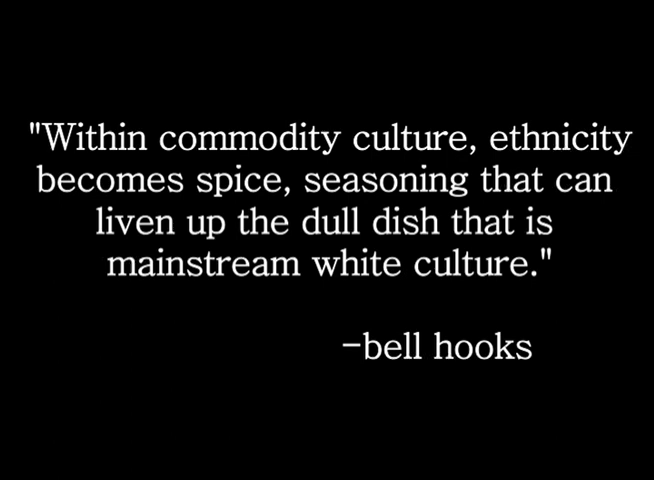 "Within commodity culture, ethnicity
becomes spice, seasoning that can
liven up the dull dish that is
mainstream white culture."
-bell hooks